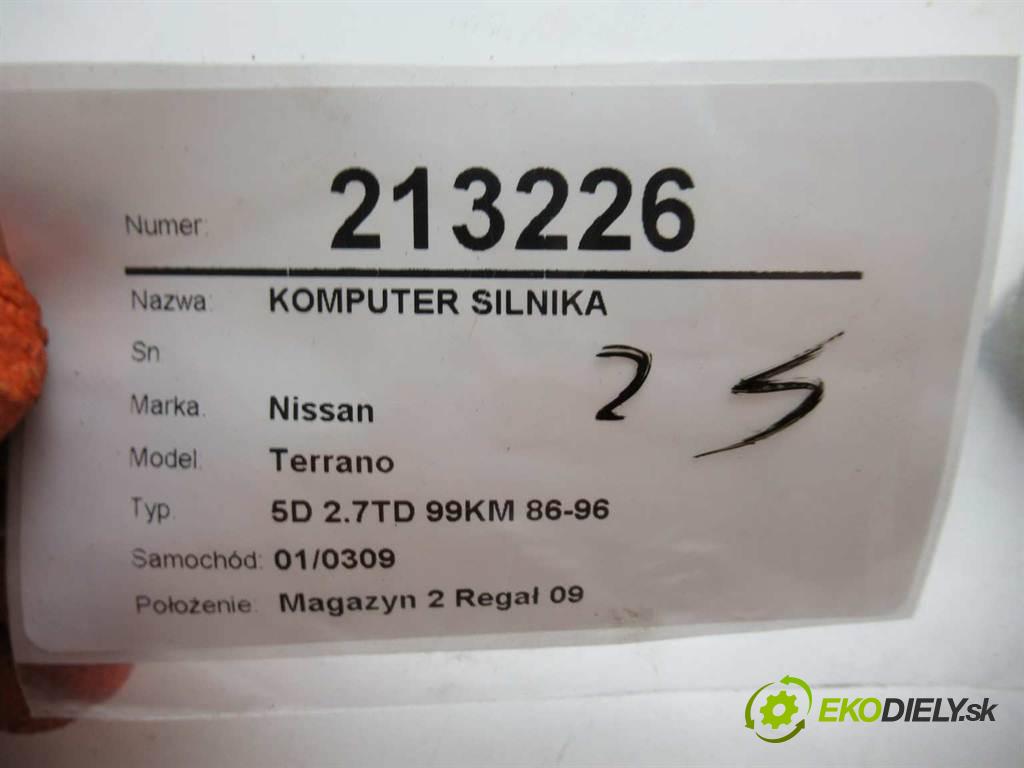 Numer: 213226
Nazwa: KOMPUTER SILNIKA
Sn
2 5
Marka. Nissan
Model. Terrano
Typ. 5D 2.7TD 99KM 86-96
Samochód: 01/0309
Położenie: Magazyn 2 Regał 09
EKODIELY.sk